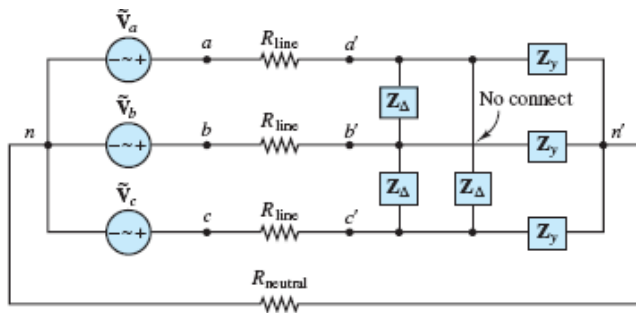 Ṽa
a Rline a′ Zy
ZΔ No connect
Ṽb
n b Rline b′ Zy n′
Ṽc ZΔ ZΔ
c Rline c′ Zy
Rneutral